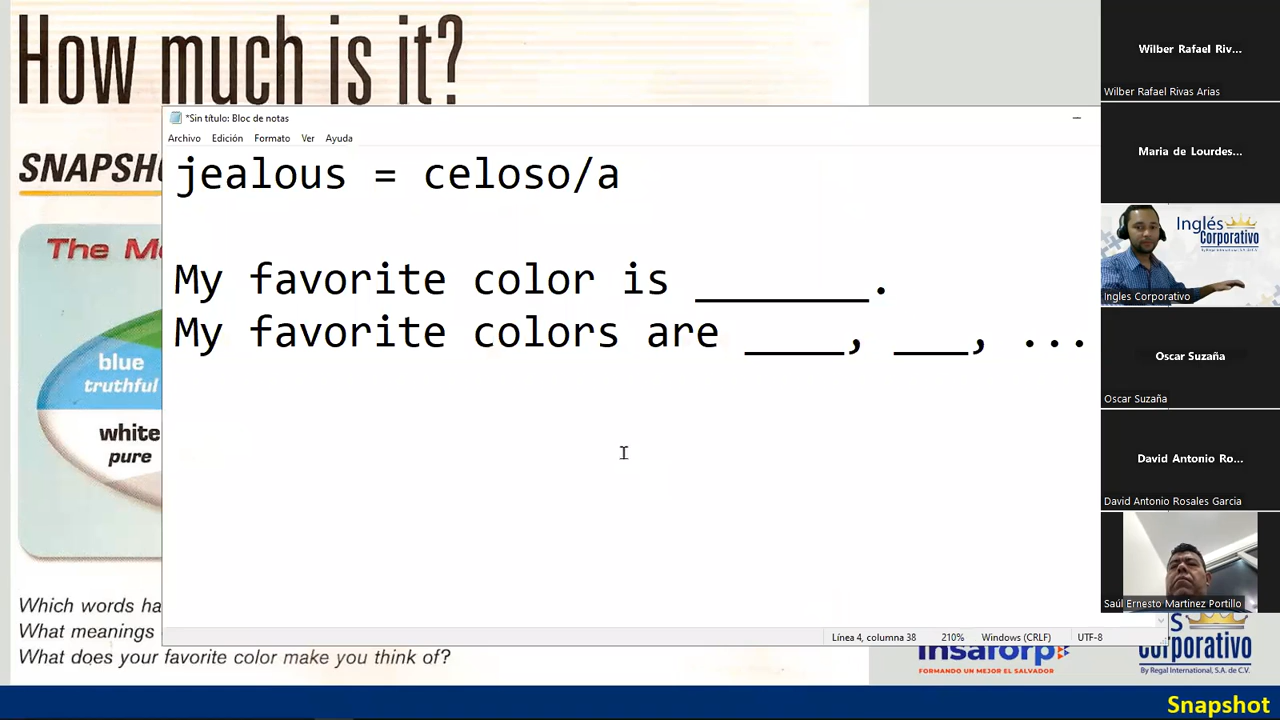 How much is it?
*Sin título: Bloc de notas
Archivo Edición Formato Ver Ayuda
jealous = celoso/a
My favorite color is _______.
My favorite colors are ____, ___, ...
SNAPSHO
The M
blue
truthful
white
pure
Which words ha
What meanings
What does your favorite color make you think of?
Línea 4, columna 38 210% Windows (CRLF) UTF-8
insaforp
FORMANDO UN MEJOR EL SALVADOR
corporativo
By Regal International, S.A. de C.V.
Snapshot
Wilber Rafael Riv...
Wilber Rafael Rivas Arias
Maria de Lourdes...
Inglés
Corporativo
Ingles Corporativo
Oscar Suzaña
Oscar Suzaña
David Antonio Ro...
David Antonio Rosales Garcia
Saúl Ernesto Martinez Portillo